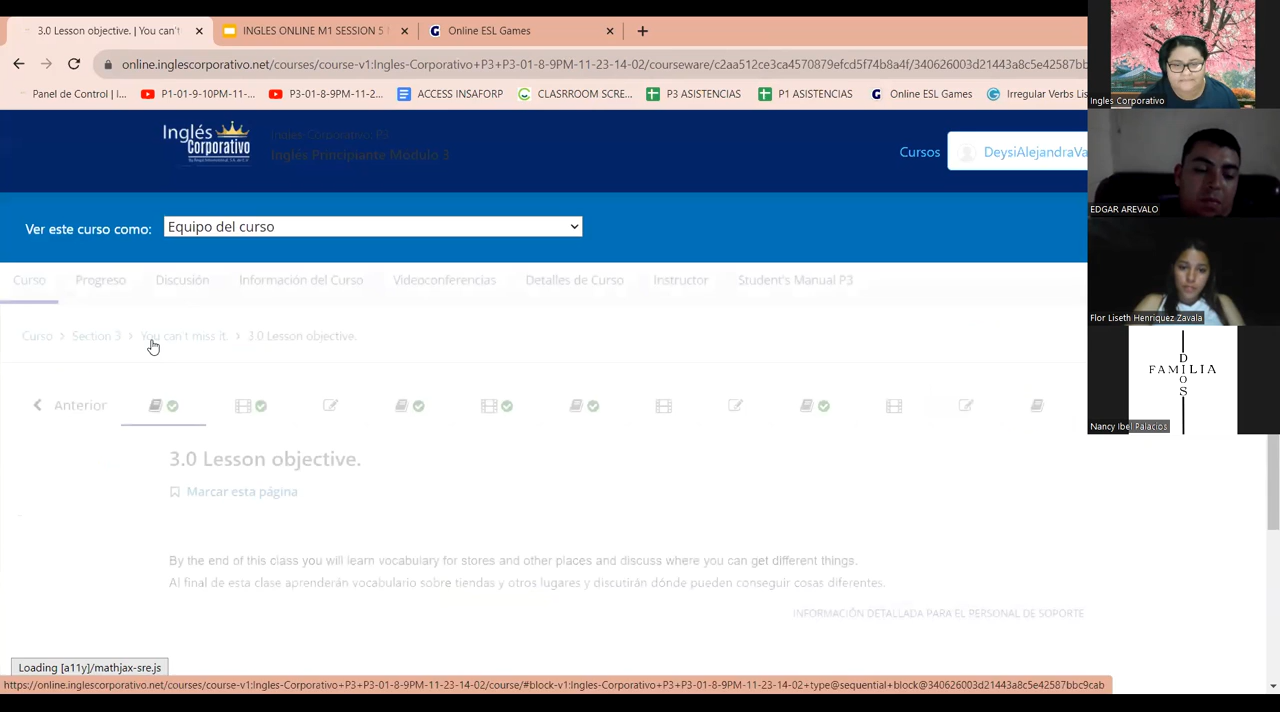 3.0 Lesson objective. | You can't
INGLES ONLINE M1 SESSION 5
Online ESL Games
online.inglescorporativo.net/courses/course-v1:Ingles-Corporativo+P3+P3-01-8-9PM-11-23-14-02/courseware/c2aa512ce3ca4570879efcd5f74b8a4f/340626003d21443a8c5e42587bb
Panel de Control | I...
P1-01-9-10PM-11-...
P3-01-8-9PM-11-2...
ACCESS INSAFORP
CLASRROOM SCRE...
P3 ASISTENCIAS
P1 ASISTENCIAS
Online ESL Games
Irregular Verbs Lis
Inglés
Corporativo
Ingles Corporativo: P3
Inglés Principiante Modulo 3
Cursos
DeysiAlejandraVa
Ver este curso como:
Equipo del curso
Curso
Progreso
Discusión
Información del Curso
Videoconferencias
Detalles de Curso
Instructor
Student's Manual P3
Curso > Section 3 > You can't miss it. > 3.0 Lesson objective.
Anterior
3.0 Lesson objective.
Marcar esta página
By the end of this class you will learn vocabulary for stores and other places and discuss where you can get different things.
Al final de esta clase aprenderán vocabulario sobre tiendas y otros lugares y discutirán dónde pueden conseguir cosas diferentes.
INFORMACIÓN DETALLADA PARA EL PERSONAL DE SOPORTE
Loading [a11y]/mathjax-sre.js
https://online.inglescorporativo.net/courses/course-v1:Ingles-Corporativo+P3+P3-01-8-9PM-11-23-14-02/course/#block-v1:Ingles-Corporativo+P3+P3-01-8-9PM-11-23-14-02+type@sequential+block@340626003d21443a8c5e42587bbc9cab
Ingles Corporativo
EDGAR AREVALO
Flor Liseth Henriquez Zavala
DIOS
FAMILIA
Nancy Ibel Palacios